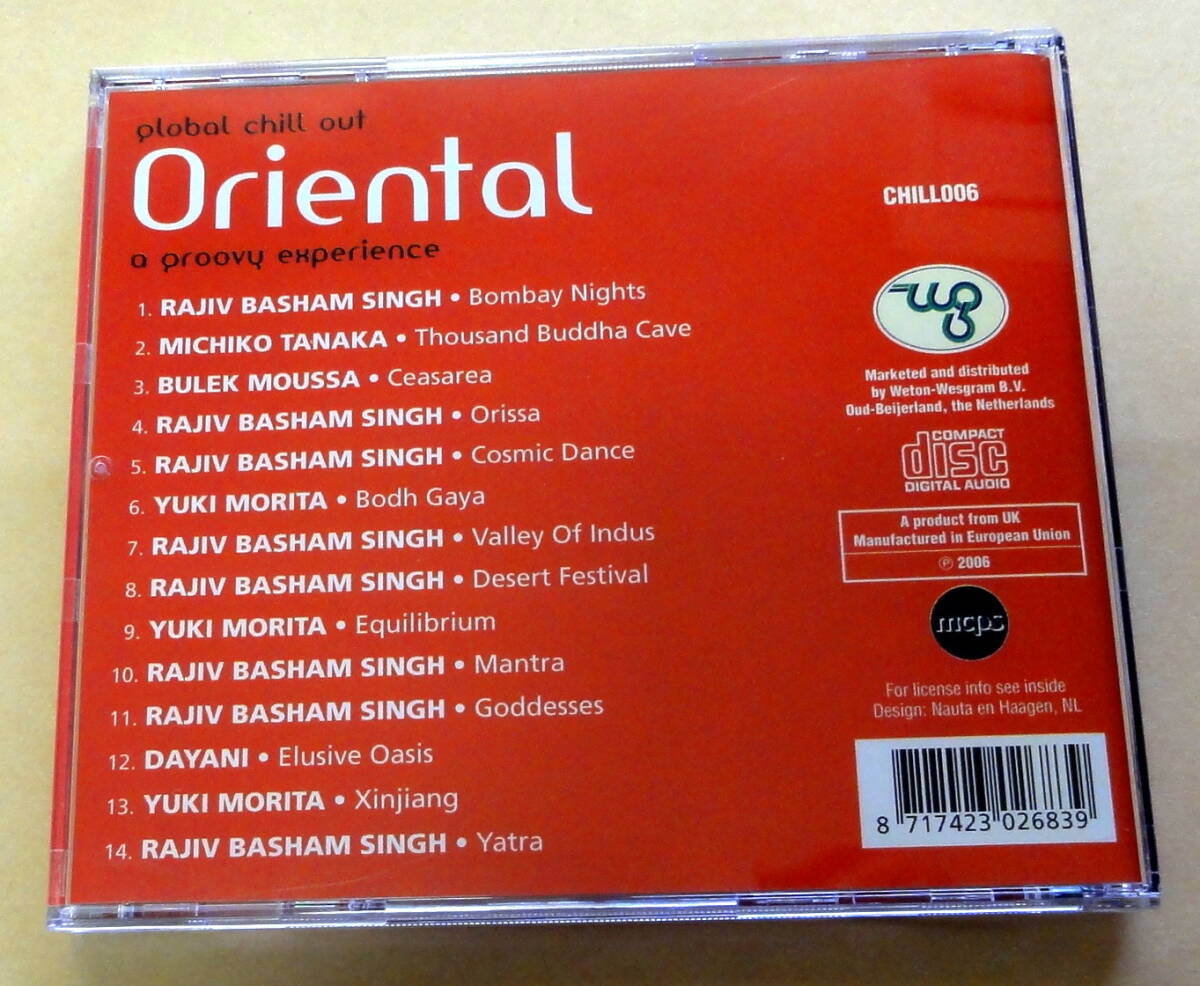 global chill out
Oriental
a groovy experience
1. RAJIV BASHAM SINGH • Bombay Nights
2. MICHIKO TANAKA • Thousand Buddha Cave
3. BULEK MOUSSA • Ceasarea
4. RAJIV BASHAM SINGH • Orissa
5. RAJIV BASHAM SINGH • Cosmic Dance
6. YUKI MORITA • Bodh Gaya
7. RAJIV BASHAM SINGH • Valley Of Indus
8. RAJIV BASHAM SINGH • Desert Festival
9. YUKI MORITA • Equilibrium
10. RAJIV BASHAM SINGH • Mantra
11. RAJIV BASHAM SINGH • Goddesses
12. DAYANI • Elusive Oasis
13. YUKI MORITA • Xinjiang
14. RAJIV BASHAM SINGH • Yatra
CHILL006
wg
Marketed and distributed
by Weton-Wesgram B.V.
Oud-Beijerland, the Netherlands
COMPACT
disc
DIGITAL AUDIO
A product from UK
Manufactured in European Union
℗ 2006
mcps
For license info see inside
Design: Nauta en Haagen, NL
8 717423 026839